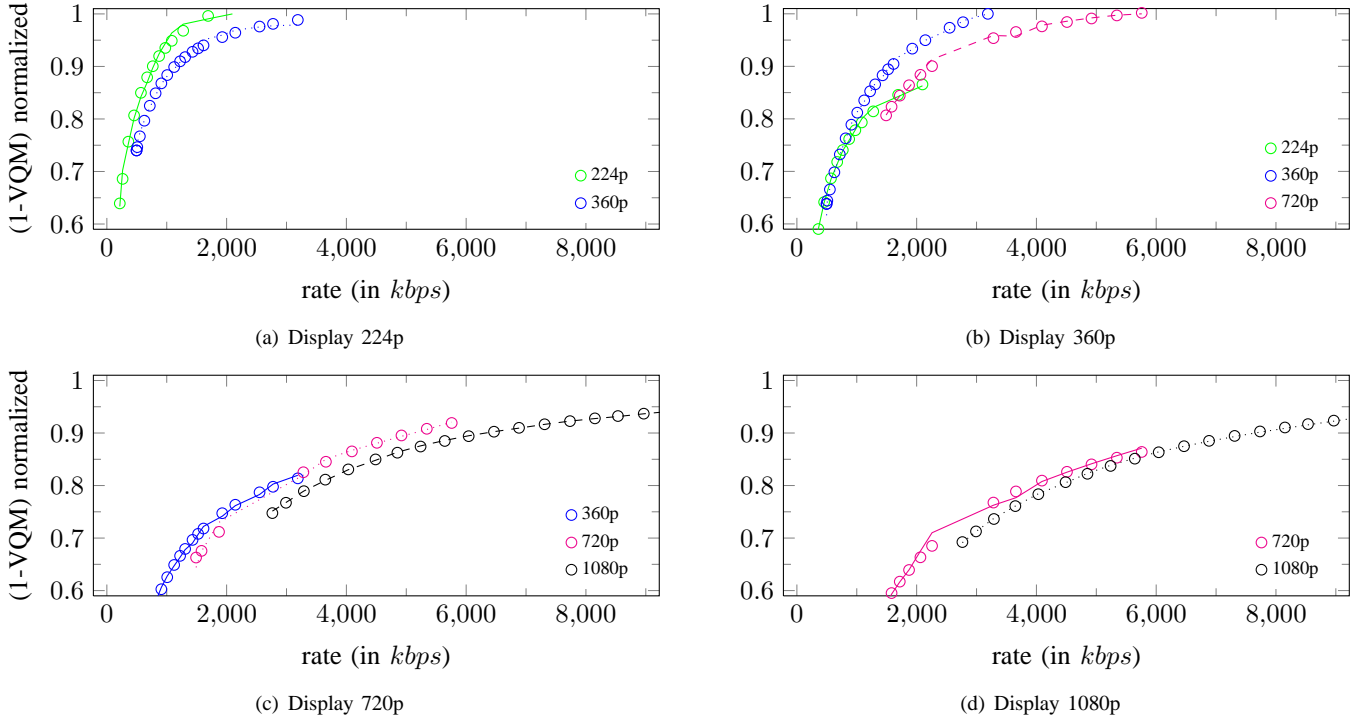 (1-VQM) normalized
1
0.9
0.8
0.7
0.6
0
2,000
4,000
6,000
8,000
rate (in kbps)
224p
360p
(a) Display 224p
1
0.9
0.8
0.7
0.6
0
2,000
4,000
6,000
8,000
rate (in kbps)
224p
360p
720p
(b) Display 360p
(1-VQM) normalized
1
0.9
0.8
0.7
0.6
0
2,000
4,000
6,000
8,000
rate (in kbps)
360p
720p
1080p
(c) Display 720p
1
0.9
0.8
0.7
0.6
0
2,000
4,000
6,000
8,000
rate (in kbps)
720p
1080p
(d) Display 1080p